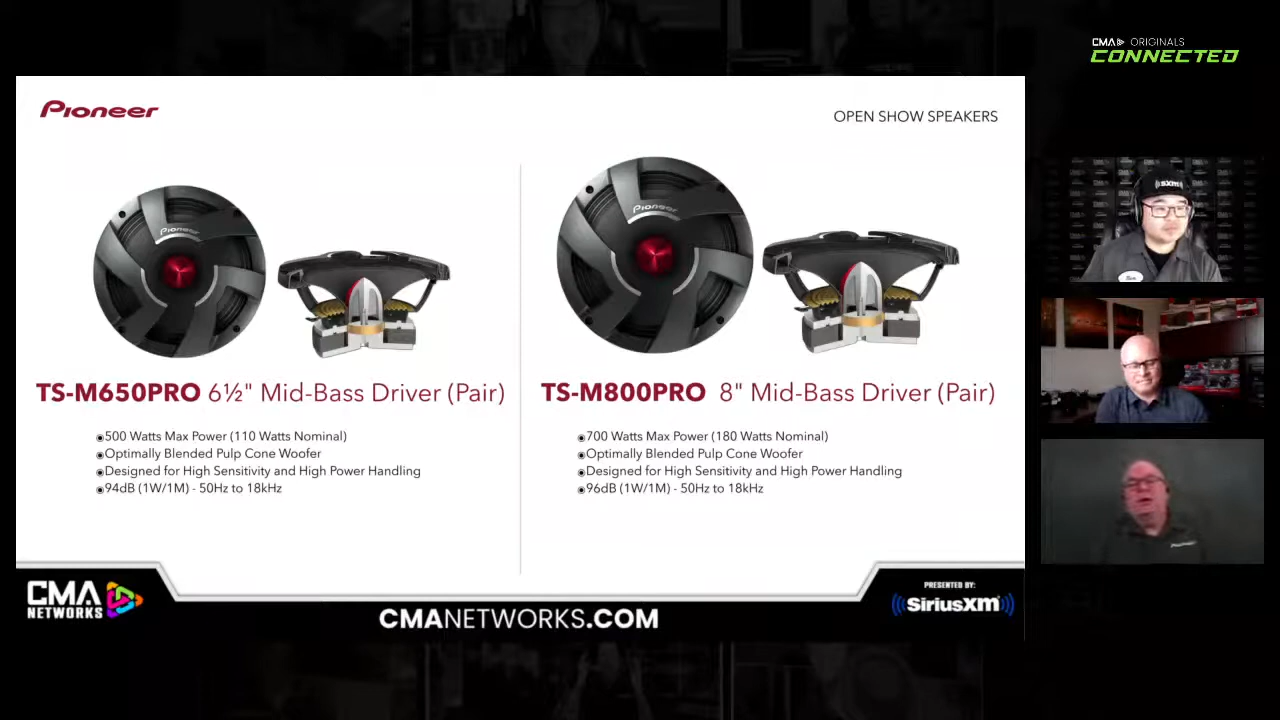 CMA ORIGINALS
CONNECTED
Pioneer
OPEN SHOW SPEAKERS
Pioneer
Pioneer
TS-M650PRO 6½" Mid-Bass Driver (Pair)
◉500 Watts Max Power (110 Watts Nominal)
◉Optimally Blended Pulp Cone Woofer
◉Designed for High Sensitivity and High Power Handling
◉94dB (1W/1M) - 50Hz to 18kHz
TS-M800PRO 8" Mid-Bass Driver (Pair)
◉700 Watts Max Power (180 Watts Nominal)
◉Optimally Blended Pulp Cone Woofer
◉Designed for High Sensitivity and High Power Handling
◉96dB (1W/1M) - 50Hz to 18kHz
SXM
Pioneer
CMA
NETWORKS
CMANETWORKS.COM
PRESENTED BY:
SiriusXM